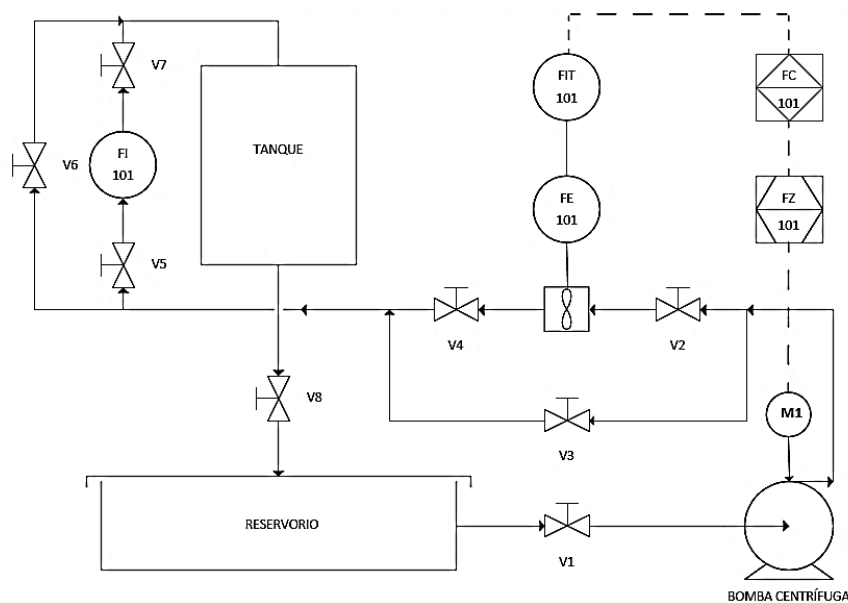 V7
FIT
101
FC
101
FI
101
V6
TANQUE
FE
101
FZ
101
V5
V4
V2
V8
M1
V3
RESERVORIO
V1
BOMBA CENTRÍFUGA